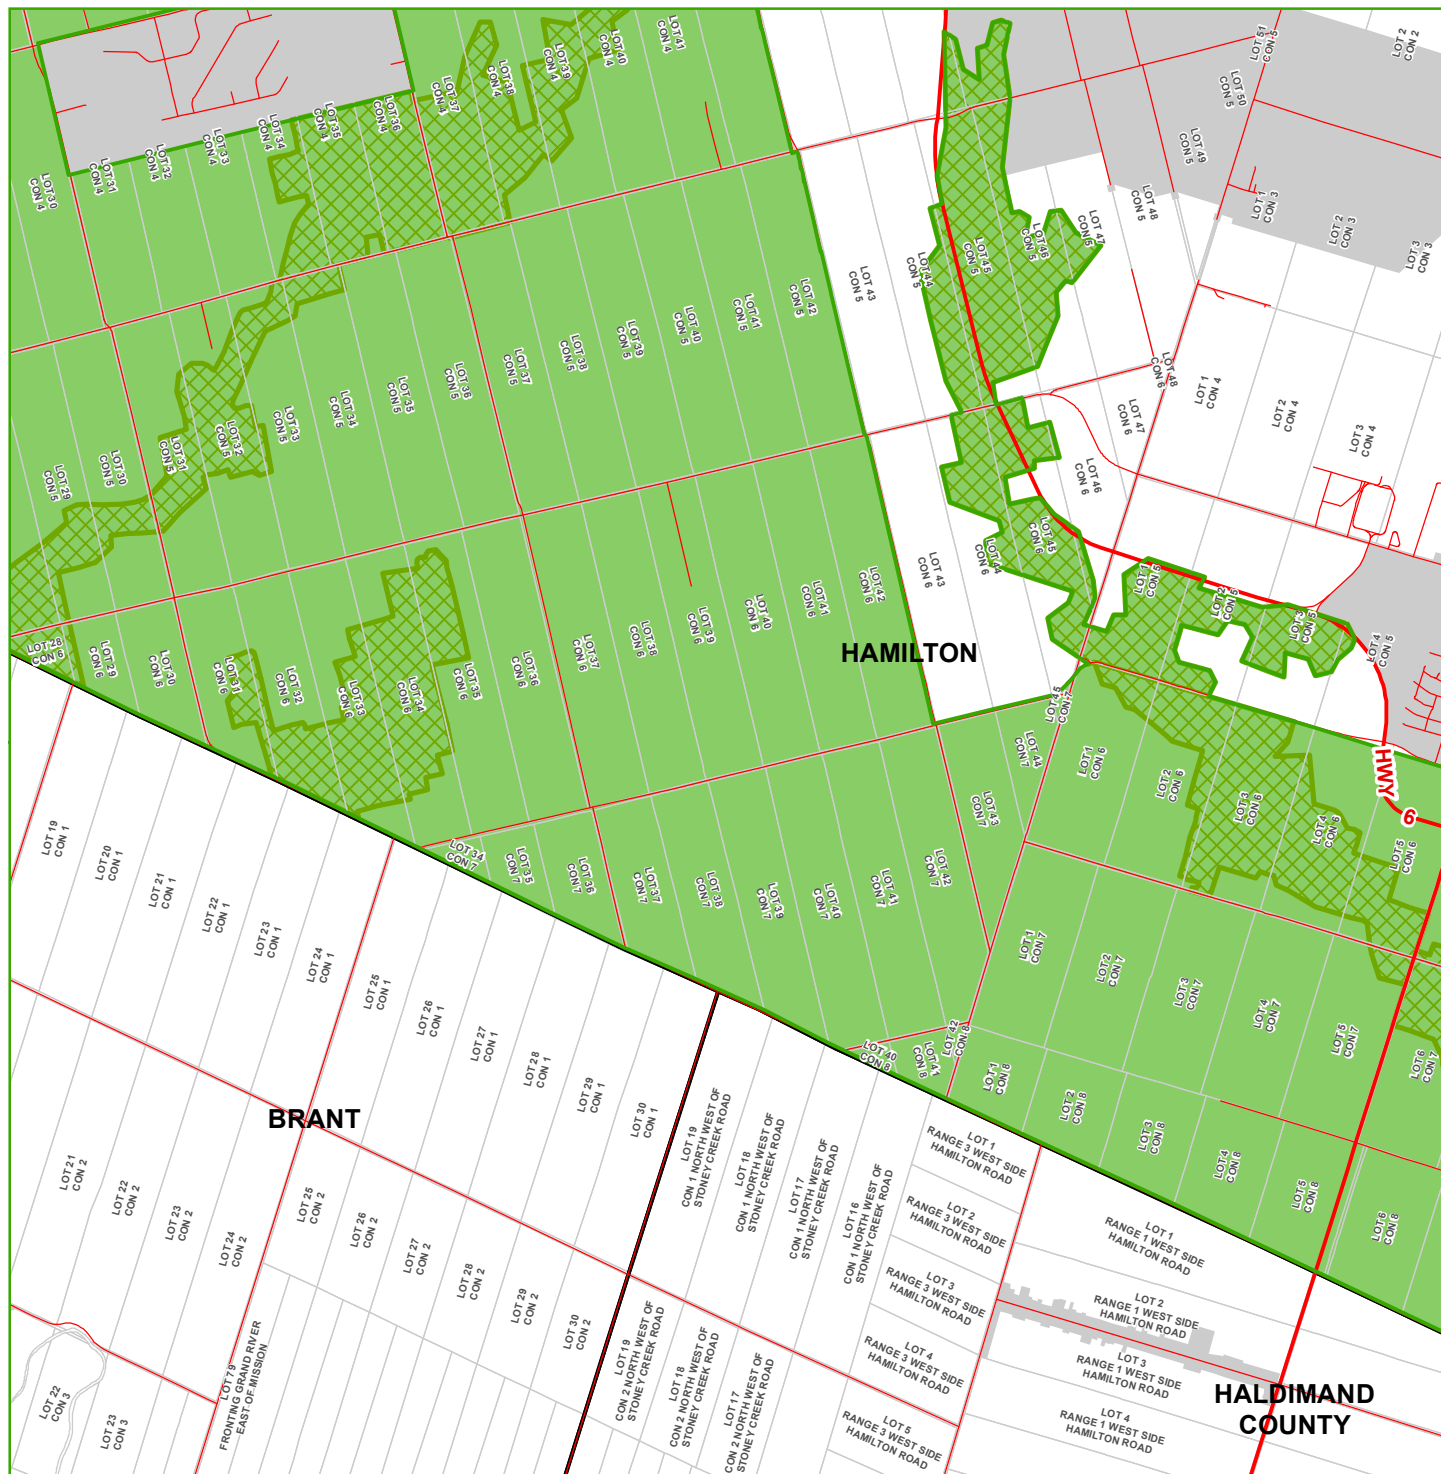 LOT 41
CON 4
LOT 40
CON 4
LOT 39
CON 4
LOT 38
CON 4
LOT 37
CON 4
LOT 36
CON 4
LOT 35
CON 4
LOT 34
CON 4
LOT 33
CON 4
LOT 32
CON 4
LOT 31
CON 4
LOT 30
CON 4
LOT 51
CON 5
LOT 2
CON 2
LOT 50
CON 5
LOT 49
CON 5
LOT 48
CON 5
LOT 47
CON 5
LOT 46
CON 5
LOT 45
CON 5
LOT 44
CON 5
LOT 43
CON 5
LOT 42
CON 5
LOT 41
CON 5
LOT 40
CON 5
LOT 39
CON 5
LOT 38
CON 5
LOT 37
CON 5
LOT 36
CON 5
LOT 35
CON 5
LOT 34
CON 5
LOT 33
CON 5
LOT 32
CON 5
LOT 31
CON 5
LOT 30
CON 5
LOT 29
CON 5
LOT 1
CON 3
LOT 2
CON 3
LOT 3
CON 3
LOT 48
CON 6
LOT 1
CON 4
LOT 2
CON 4
LOT 3
CON 4
LOT 47
CON 6
LOT 46
CON 6
LOT 45
CON 6
LOT 44
CON 6
LOT 43
CON 6
LOT 42
CON 6
LOT 41
CON 6
LOT 40
CON 6
LOT 39
CON 6
LOT 38
CON 6
LOT 37
CON 6
LOT 36
CON 6
LOT 35
CON 6
LOT 34
CON 6
LOT 33
CON 6
LOT 32
CON 6
LOT 31
CON 6
LOT 30
CON 6
LOT 29
CON 6
LOT 28
CON 6
HAMILTON
LOT 1
CON 5
LOT 2
CON 5
LOT 3
CON 5
LOT 4
CON 5
LOT 45
CON 7
LOT 44
CON 7
LOT 43
CON 7
LOT 42
CON 7
LOT 41
CON 7
LOT 40
CON 7
LOT 39
CON 7
LOT 38
CON 7
LOT 37
CON 7
LOT 36
CON 7
LOT 35
CON 7
LOT 34
CON 7
LOT 1
CON 6
LOT 2
CON 6
LOT 3
CON 6
LOT 4
CON 6
LOT 5
CON 6
HWY 6
LOT 1
CON 7
LOT 2
CON 7
LOT 3
CON 7
LOT 4
CON 7
LOT 5
CON 7
LOT 6
CON 7
LOT 40
CON 8
LOT 41
CON 8
LOT 42
CON 8
LOT 1
CON 8
LOT 2
CON 8
LOT 3
CON 8
LOT 4
CON 8
LOT 5
CON 8
LOT 6
CON 8
LOT 19
CON 1
LOT 20
CON 1
LOT 21
CON 1
LOT 22
CON 1
LOT 23
CON 1
LOT 24
CON 1
LOT 25
CON 1
LOT 26
CON 1
LOT 27
CON 1
LOT 28
CON 1
LOT 29
CON 1
LOT 30
CON 1
BRANT
LOT 21
CON 2
LOT 22
CON 2
LOT 23
CON 2
LOT 24
CON 2
LOT 25
CON 2
LOT 26
CON 2
LOT 27
CON 2
LOT 28
CON 2
LOT 29
CON 2
LOT 30
CON 2
LOT 22
CON 3
LOT 23
CON 3
LOT 79
FRONTING GRAND RIVER
EAST OF MISSION
LOT 19
CON 1 NORTH WEST OF
STONEY CREEK ROAD
LOT 18
CON 1 NORTH WEST OF
STONEY CREEK ROAD
LOT 17
CON 1 NORTH WEST OF
STONEY CREEK ROAD
LOT 16
CON 1 NORTH WEST OF
STONEY CREEK ROAD
LOT 19
CON 2 NORTH WEST OF
STONEY CREEK ROAD
LOT 18
CON 2 NORTH WEST OF
STONEY CREEK ROAD
LOT 17
CON 2 NORTH WEST OF
STONEY CREEK ROAD
LOT 1
RANGE 3 WEST SIDE
HAMILTON ROAD
LOT 2
RANGE 3 WEST SIDE
HAMILTON ROAD
LOT 3
RANGE 3 WEST SIDE
HAMILTON ROAD
LOT 4
RANGE 3 WEST SIDE
HAMILTON ROAD
LOT 5
RANGE 3 WEST SIDE
HAMILTON ROAD
LOT 1
RANGE 1 WEST SIDE
HAMILTON ROAD
LOT 2
RANGE 1 WEST SIDE
HAMILTON ROAD
LOT 3
RANGE 1 WEST SIDE
HAMILTON ROAD
LOT 4
RANGE 1 WEST SIDE
HAMILTON ROAD
HALDIMAND
COUNTY